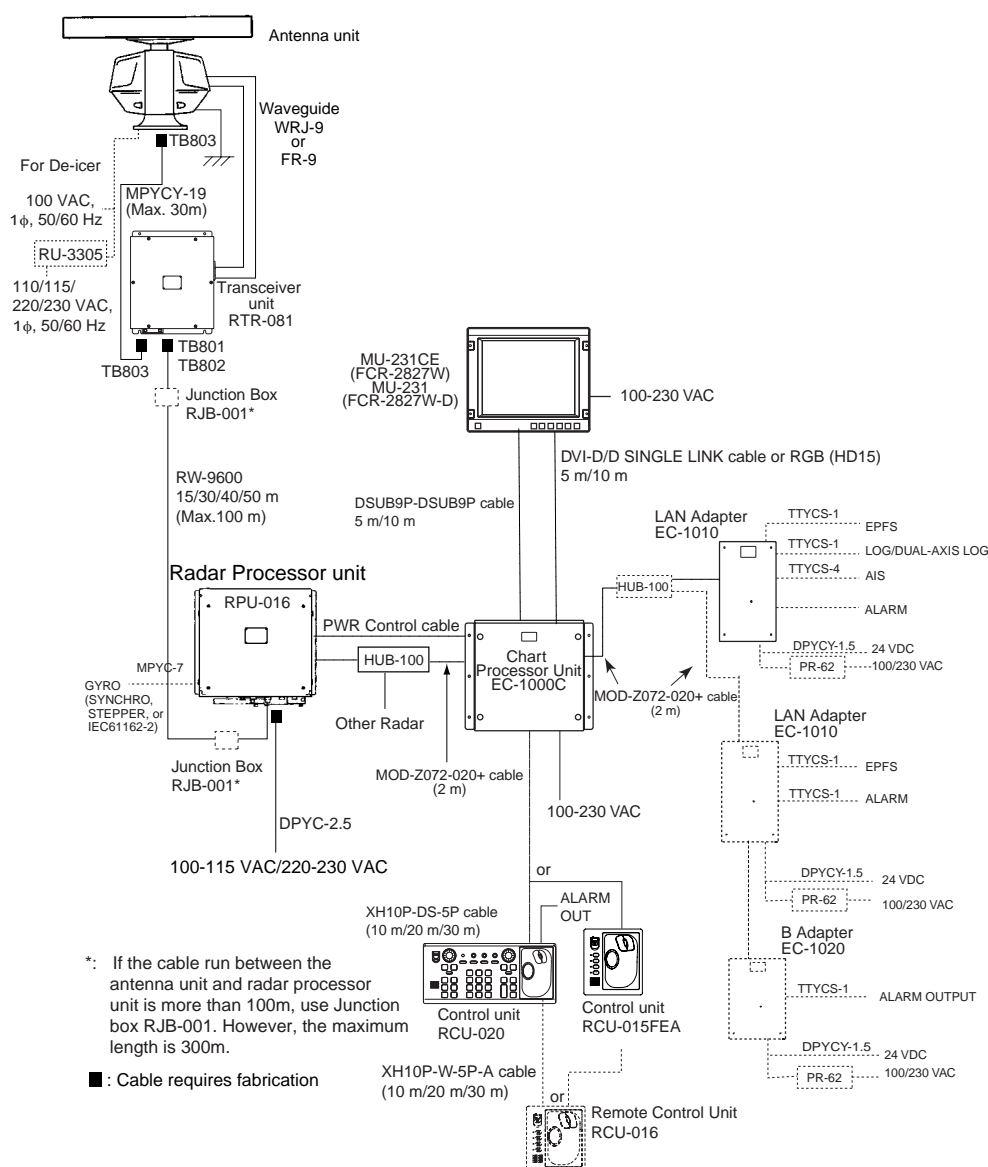 Antenna unit
Waveguide
WRJ-9
or
FR-9
TB803
For De-icer
MPYCY-19
(Max. 30m)
100 VAC,
1ϕ, 50/60 Hz
RU-3305
110/115/
220/230 VAC,
1ϕ, 50/60 Hz
Transceiver
unit
RTR-081
TB803
TB801
TB802
Junction Box
RJB-001*
RW-9600
15/30/40/50 m
(Max.100 m)
MU-231CE
(FCR-2827W)
MU-231
(FCR-2827W-D)
100-230 VAC
DVI-D/D SINGLE LINK cable or RGB (HD15)
5 m/10 m
DSUB9P-DSUB9P cable
5 m/10 m
Radar Processor unit
RPU-016
PWR Control cable
HUB-100
Other Radar
MPYC-7
GYRO
(SYNCHRO,
STEPPER, or
IEC61162-2)
Junction Box
RJB-001*
DPYC-2.5
100-115 VAC/220-230 VAC
Chart
Processor Unit
EC-1000C
MOD-Z072-020+ cable
(2 m)
100-230 VAC
HUB-100
MOD-Z072-020+ cable
(2 m)
LAN Adapter
EC-1010
TTYCS-1
EPFS
TTYCS-1
LOG/DUAL-AXIS LOG
TTYCS-4
AIS
ALARM
DPYCY-1.5
24 VDC
PR-62
100/230 VAC
LAN Adapter
EC-1010
TTYCS-1
EPFS
TTYCS-1
ALARM
DPYCY-1.5
24 VDC
PR-62
100/230 VAC
B Adapter
EC-1020
TTYCS-1
ALARM OUTPUT
DPYCY-1.5
24 VDC
PR-62
100/230 VAC
or
ALARM
OUT
XH10P-DS-5P cable
(10 m/20 m/30 m)
Control unit
RCU-020
Control unit
RCU-015FEA
XH10P-W-5P-A cable
(10 m/20 m/30 m)
or
Remote Control Unit
RCU-016
*: If the cable run between the
antenna unit and radar processor
unit is more than 100m, use Junction
box RJB-001. However, the maximum
length is 300m.
■ : Cable requires fabrication